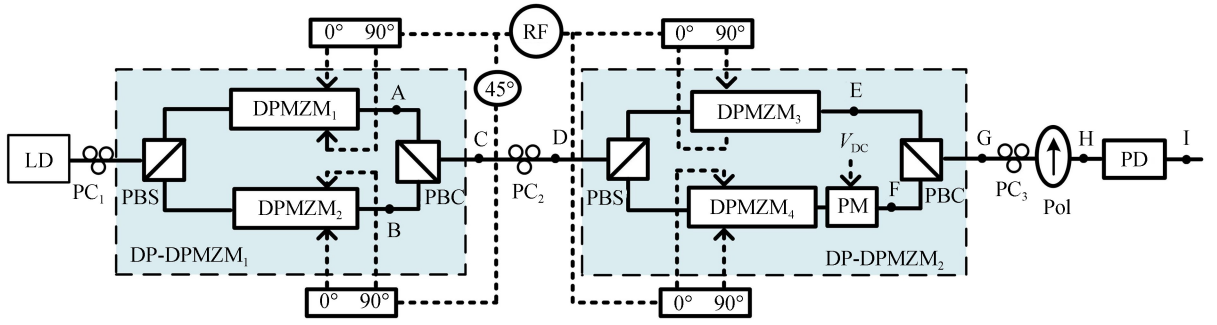 0° 90°
RF
0° 90°
45°
A
E
DPMZM₁
DPMZM₃
V_DC
LD
C
D
G
H
PD
I
PC₁
PBS
PBC
PC₂
PBS
PBC
PC₃
Pol
DPMZM₂
DPMZM₄
PM
F
B
DP-DPMZM₁
DP-DPMZM₂
0° 90°
0° 90°